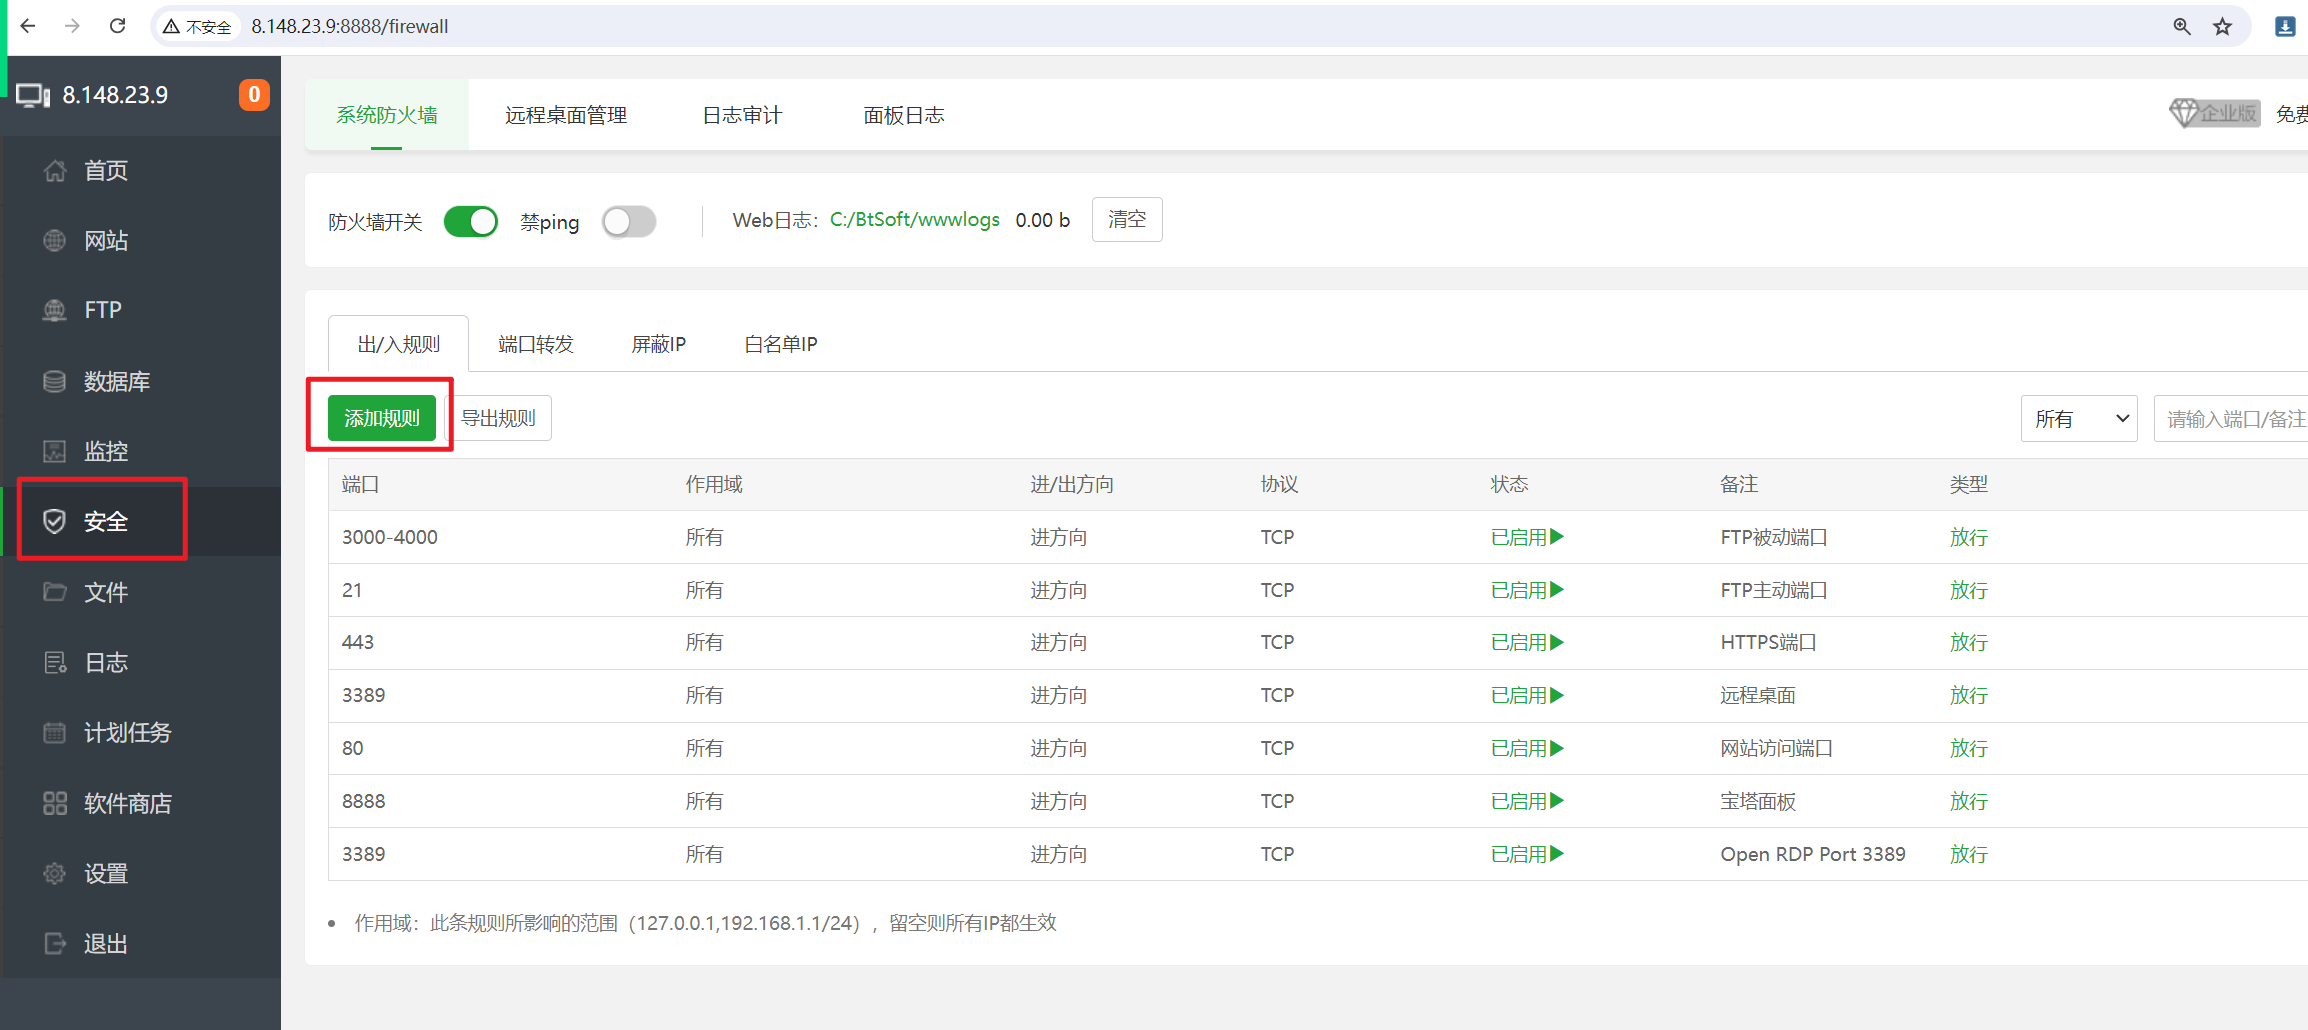 不安全 8.148.23.9:8888/firewall
8.148.23.9 0
首页
网站
FTP
数据库
监控
安全
文件
日志
计划任务
软件商店
设置
退出
系统防火墙 远程桌面管理 日志审计 面板日志 企业版 免费
防火墙开关 禁ping Web日志: C:/BtSoft/wwwlogs 0.00 b 清空
出/入规则 端口转发 屏蔽IP 白名单IP
添加规则 导出规则 所有 请输入端口/备注
端口 作用域 进/出方向 协议 状态 备注 类型
3000-4000 所有 进方向 TCP 已启用 FTP被动端口 放行
21 所有 进方向 TCP 已启用 FTP主动端口 放行
443 所有 进方向 TCP 已启用 HTTPS端口 放行
3389 所有 进方向 TCP 已启用 远程桌面 放行
80 所有 进方向 TCP 已启用 网站访问端口 放行
8888 所有 进方向 TCP 已启用 宝塔面板 放行
3389 所有 进方向 TCP 已启用 Open RDP Port 3389 放行
作用域：此条规则所影响的范围（127.0.0.1,192.168.1.1/24），留空则所有IP都生效